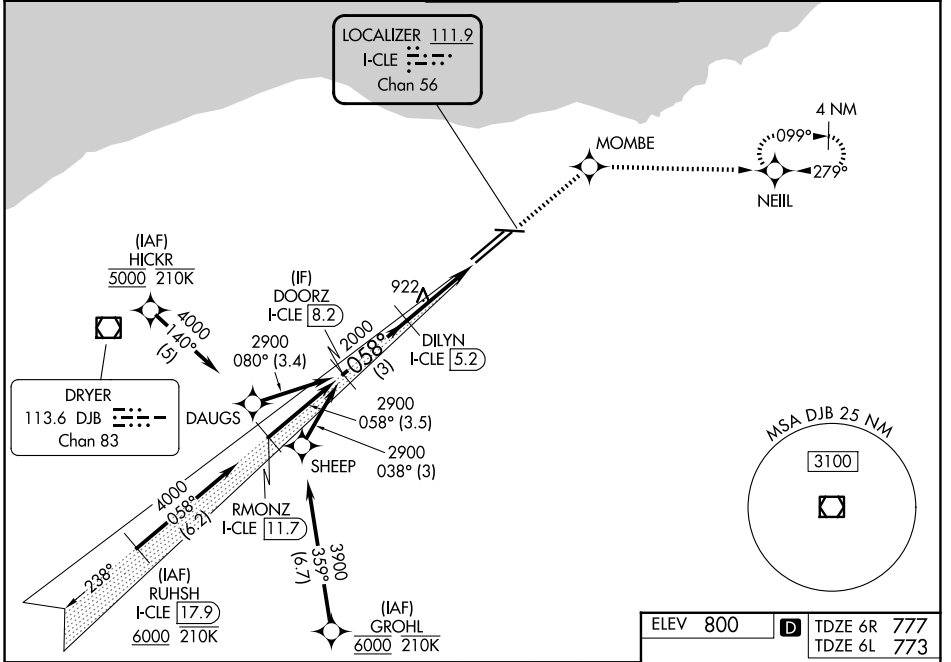 LOCALIZER 111.9
I-CLE
Chan 56
4 NM
099°
279°
MOMBE
NEIIL
(IAF)
HICKR
5000 210K
4000
140°
(5)
(IF)
DOORZ
I-CLE 8.2
922
2000
058°
(3)
DILYN
I-CLE 5.2
2900
080° (3.4)
DRYER
113.6 DJB
Chan 83
DAUGS
2900
058° (3.5)
2900
038° (3)
SHEEP
MSA DJB 25 NM
3100
4000
058°
(6.2)
RMONZ
I-CLE 11.7
238°
(IAF)
RUHSH
I-CLE 17.9
6000 210K
3900
359°
(6.7)
(IAF)
GROHL
6000 210K
ELEV 800 D TDZE 6R 777
TDZE 6L 773